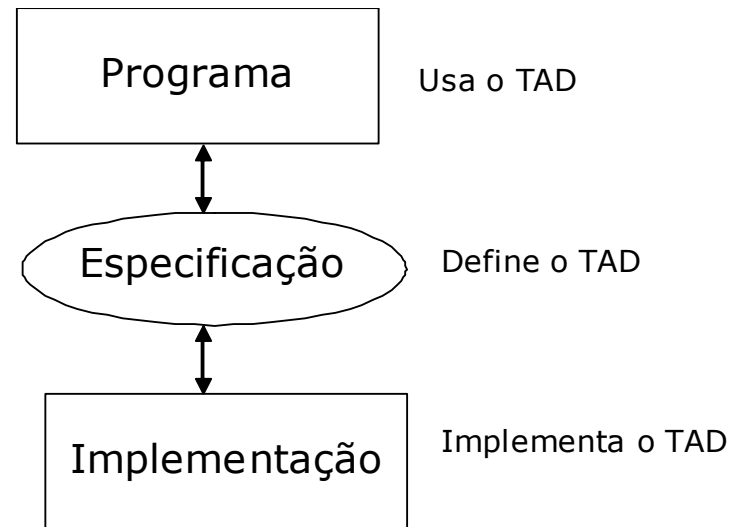 Programa
Usa o TAD
Especificação
Define o TAD
Implementação
Implementa o TAD